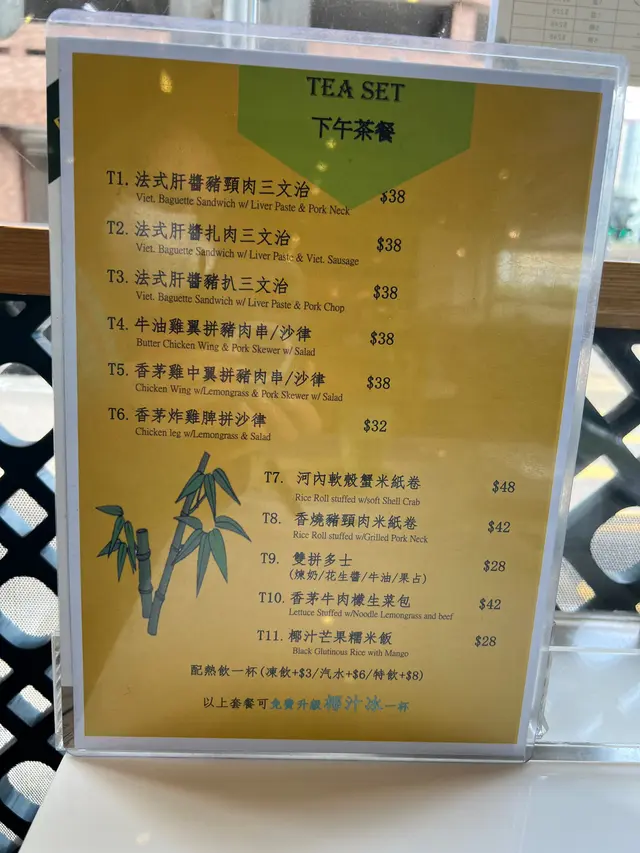 TEA SET
下午茶餐
T1. 法式肝醬豬頸肉三文治 $38
Viet. Baguette Sandwich w/ Liver Paste & Pork Neck
T2. 法式肝醬扎肉三文治 $38
Viet. Baguette Sandwich w/ Liver Paste & Viet. Sausage
T3. 法式肝醬豬扒三文治 $38
Viet. Baguette Sandwich w/ Liver Paste & Pork Chop
T4. 牛油雞翼拼豬肉串/沙律 $38
Butter Chicken Wing & Pork Skewer w/ Salad
T5. 香茅雞中翼拼豬肉串/沙律 $38
Chicken Wing w/Lemongrass & Pork Skewer w/ Salad
T6. 香茅炸雞脾拼沙律 $32
Chicken leg w/Lemongrass & Salad
T7. 河內軟殼蟹米紙卷 $48
Rice Roll stuffed w/soft Shell Crab
T8. 香燒豬頸肉米紙卷 $42
Rice Roll stuffed w/Grilled Pork Neck
T9. 雙拼多士 $28
(煉奶/花生醬/牛油/果占)
T10. 香茅牛肉檬生菜包 $42
Lettuce Stuffed w/Noodle Lemongrass and beef
T11. 椰汁芒果糯米飯 $28
Black Glutinous Rice with Mango
配熱飲一杯(凍飲+$3/汽水+$6/特飲+$8)
以上套餐可免費升級椰汁冰一杯